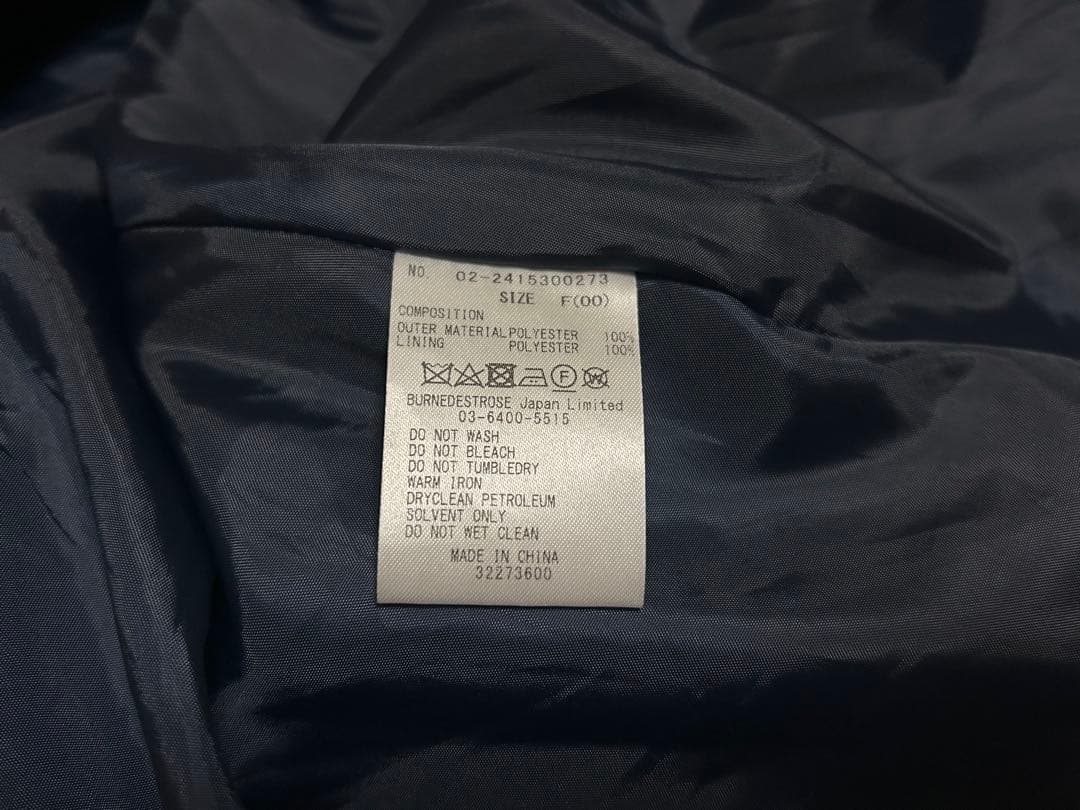 NO. 02-2415300273
SIZE F(00)
COMPOSITION
OUTER MATERIAL POLYESTER 100%
LINING POLYESTER 100%
F W
BURNEDESTROSE Japan Limited
03-6400-5515
DO NOT WASH
DO NOT BLEACH
DO NOT TUMBLEDRY
WARM IRON
DRYCLEAN PETROLEUM
SOLVENT ONLY
DO NOT WET CLEAN
MADE IN CHINA
32273600